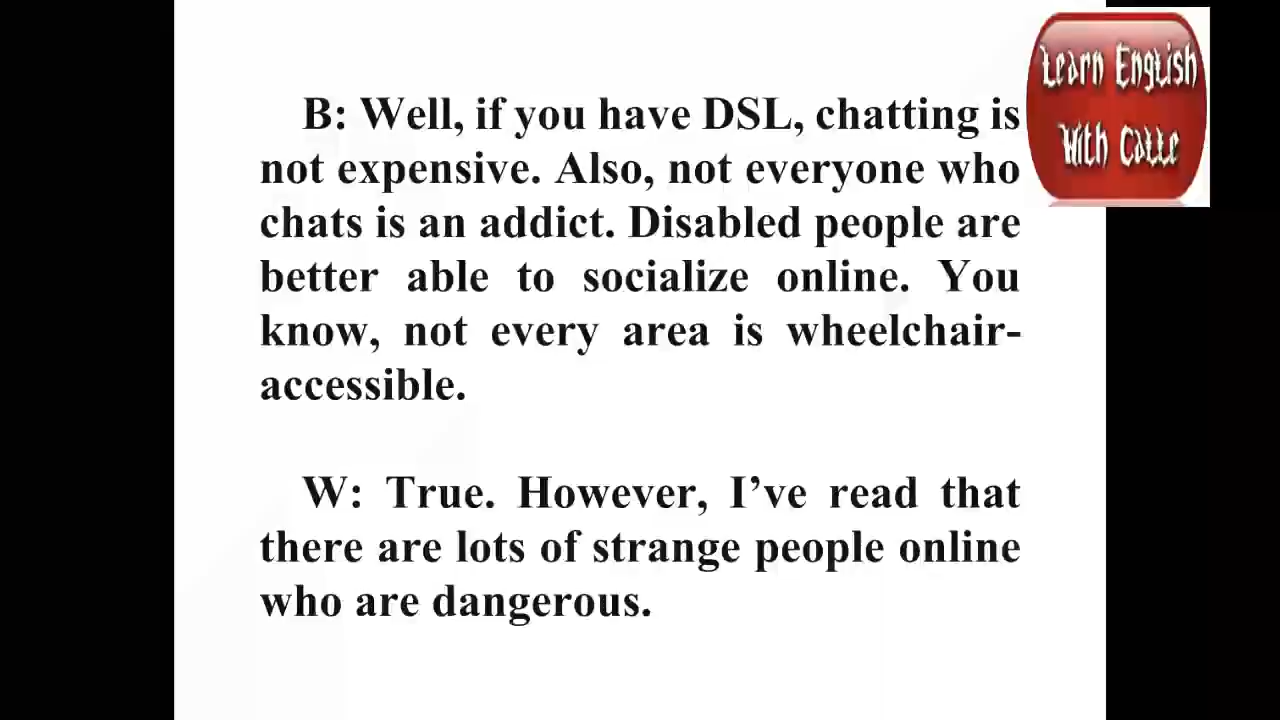 B: Well, if you have DSL, chatting is
not expensive. Also, not everyone who
chats is an addict. Disabled people are
better able to socialize online. You
know, not every area is wheelchair-
accessible.
W: True. However, I’ve read that
there are lots of strange people online
who are dangerous.
Learn English
With Catte